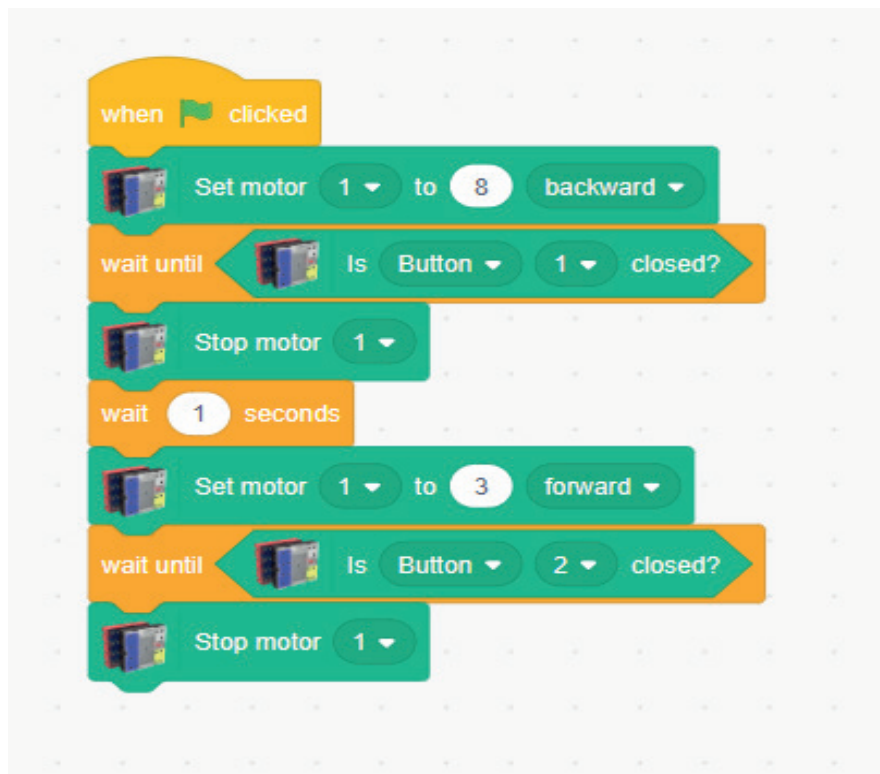 when clicked
Set motor 1 to 8 backward
wait until Is Button 1 closed?
Stop motor 1
wait 1 seconds
Set motor 1 to 3 forward
wait until Is Button 2 closed?
Stop motor 1